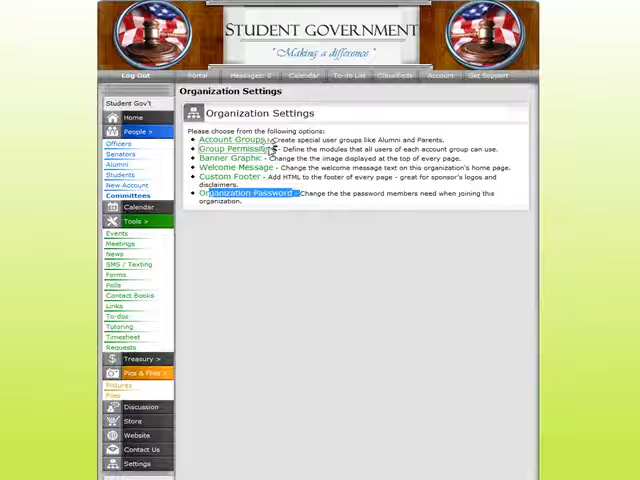 STUDENT GOVERNMENT
" Making a difference "
Log Out
Portal
Messages: 0
Calendar
To-do List
Classifieds
Account
Get Support
Student Gov't
Home
People >
Officers
Senators
Alumni
Students
New Account
Committees
Calendar
Tools >
Events
Meetings
News
SMS / Texting
Forms
Polls
Contact Books
Links
To-dos
Tutoring
Timesheet
Requests
$ Treasury >
Pics & Files >
Pictures
Files
Discussion
Store
Website
Contact Us
Settings
Organization Settings
Organization Settings
Please choose from the following options:
Account Groups - Create special user groups like Alumni and Parents.
Group Permissions - Define the modules that all users of each account group can use.
Banner Graphic - Change the the image displayed at the top of every page.
Welcome Message - Change the welcome message text on this organization's home page.
Custom Footer - Add HTML to the footer of every page - great for sponsor's logos and
disclaimers.
Organization Password - Change the the password members need when joining this
organization.